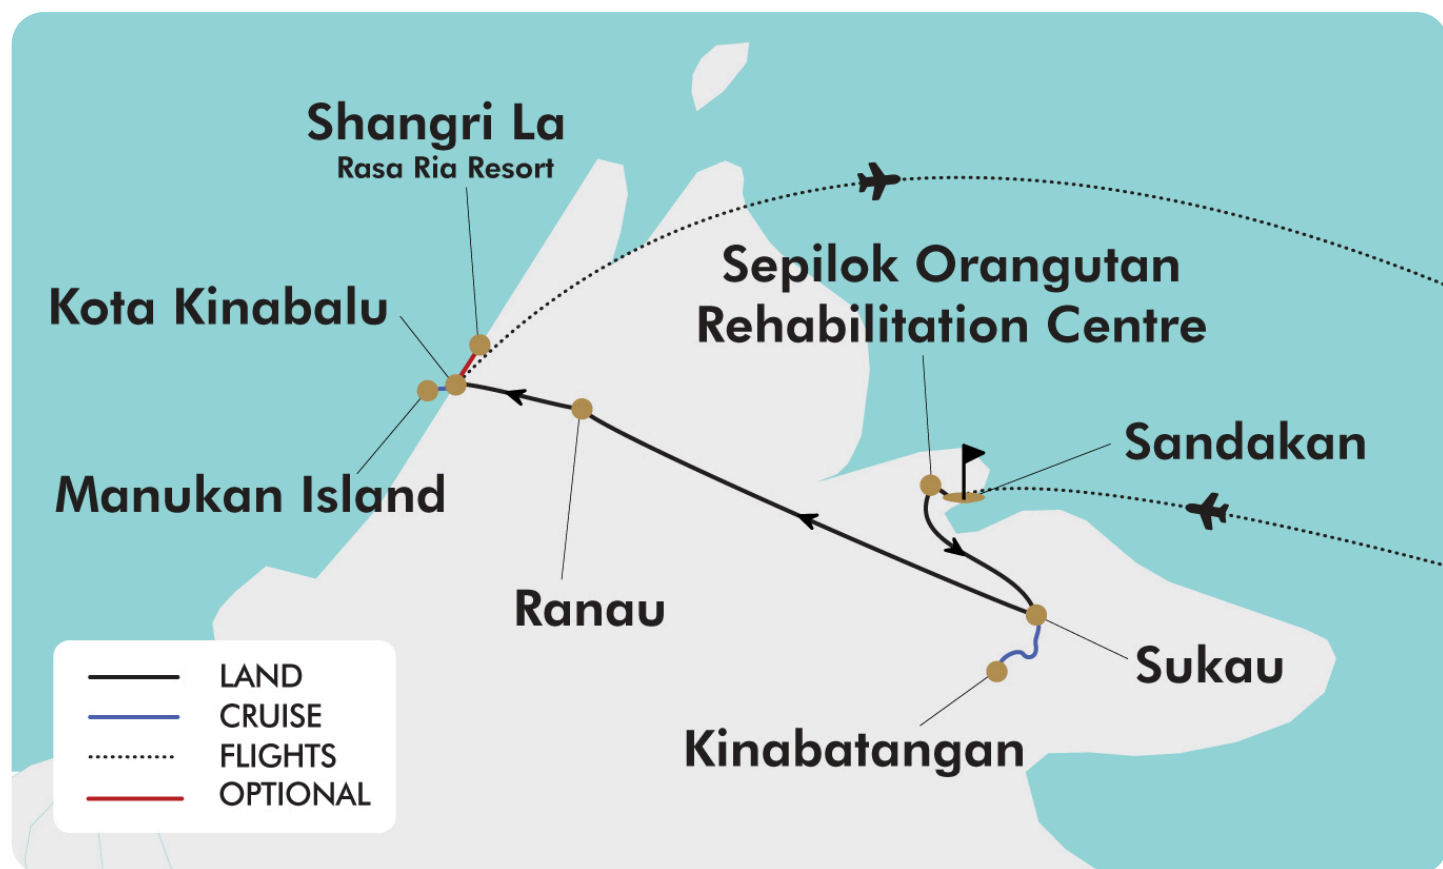 Shangri La
Rasa Ria Resort
Sepilok Orangutan
Rehabilitation Centre
Kota Kinabalu
Sandakan
Manukan Island
Ranau
Sukau
Kinabatangan
LAND
CRUISE
FLIGHTS
OPTIONAL